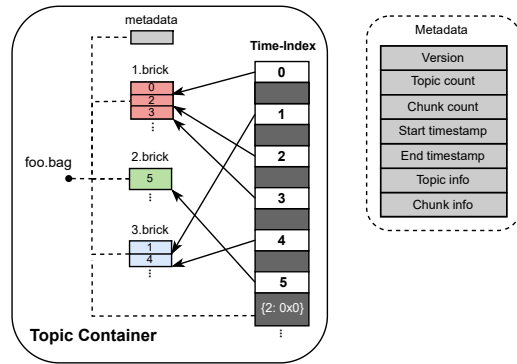 metadata
Time-Index
1.brick
0
2
3
⋮
foo.bag
2.brick
5
⋮
3.brick
1
4
⋮
0
1
2
3
4
5
{2: 0x0}
⋮
Topic Container
Metadata
Version
Topic count
Chunk count
Start timestamp
End timestamp
Topic info
Chunk info